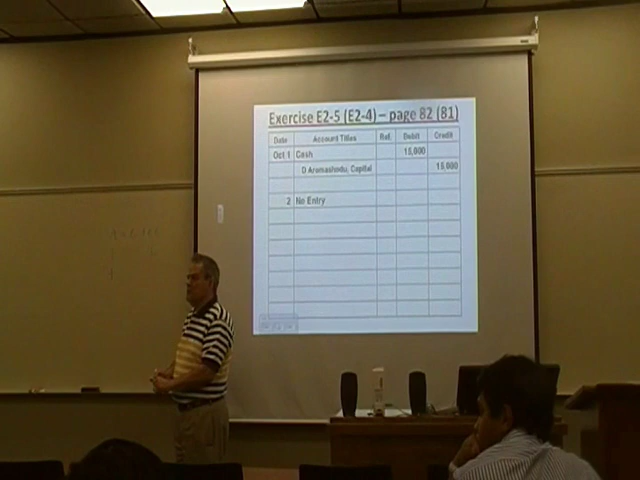 Exercise E2-5 (E2-4) – page 82 (81)
Date Account Titles Ref. Debit Credit
Oct 1 Cash 15,000
D Aromashodu, Capital 15,000
2 No Entry